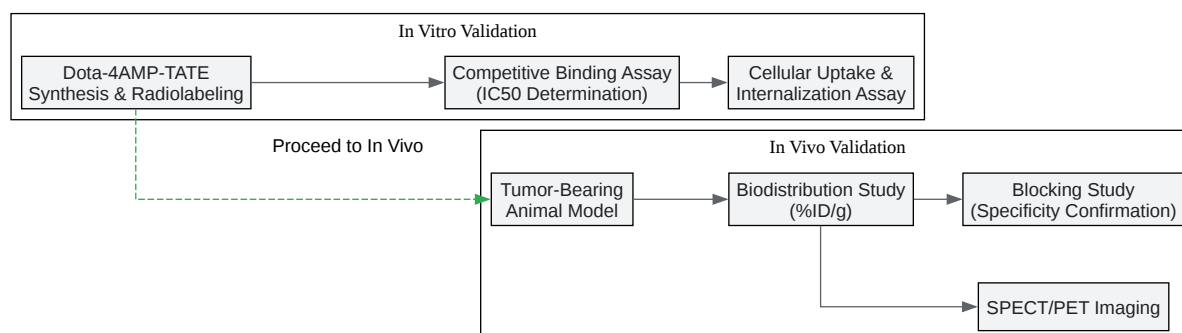 In Vitro Validation
Dota-4AMP-TATE
Synthesis & Radiolabeling
Competitive Binding Assay
(IC50 Determination)
Cellular Uptake &
Internalization Assay
Proceed to In Vivo
In Vivo Validation
Tumor-Bearing
Animal Model
Biodistribution Study
(%ID/g)
Blocking Study
(Specificity Confirmation)
SPECT/PET Imaging